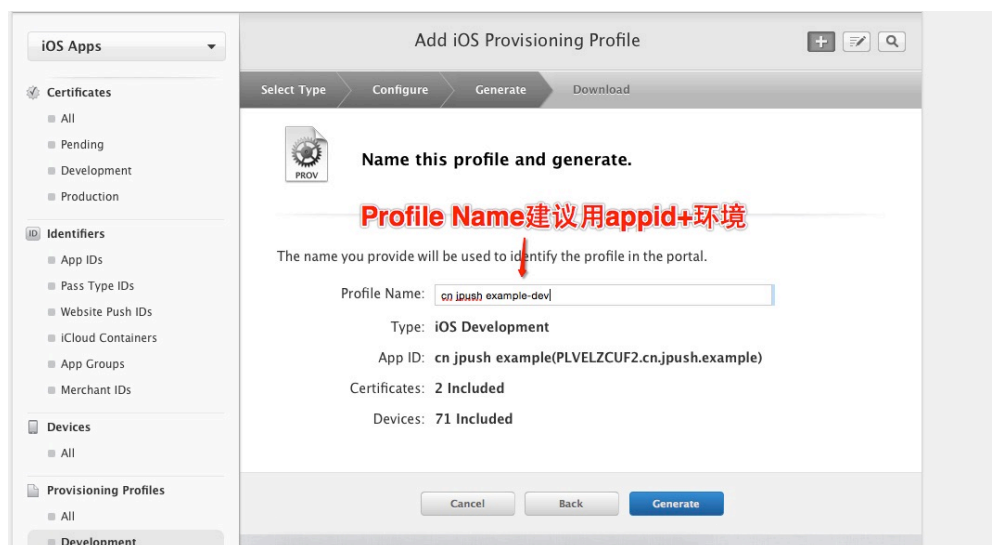 iOS Apps
Add iOS Provisioning Profile
Certificates
All
Pending
Development
Production
Identifiers
App IDs
Pass Type IDs
Website Push IDs
iCloud Containers
App Groups
Merchant IDs
Devices
All
Provisioning Profiles
All
Development
Select Type
Configure
Generate
Download
PROV
Name this profile and generate.
Profile Name建议用appid+环境
The name you provide will be used to identify the profile in the portal.
Profile Name: cn jpush example-dev
Type: iOS Development
App ID: cn jpush example(PLVELZCUF2.cn.jpush.example)
Certificates: 2 Included
Devices: 71 Included
Cancel
Back
Generate
ID